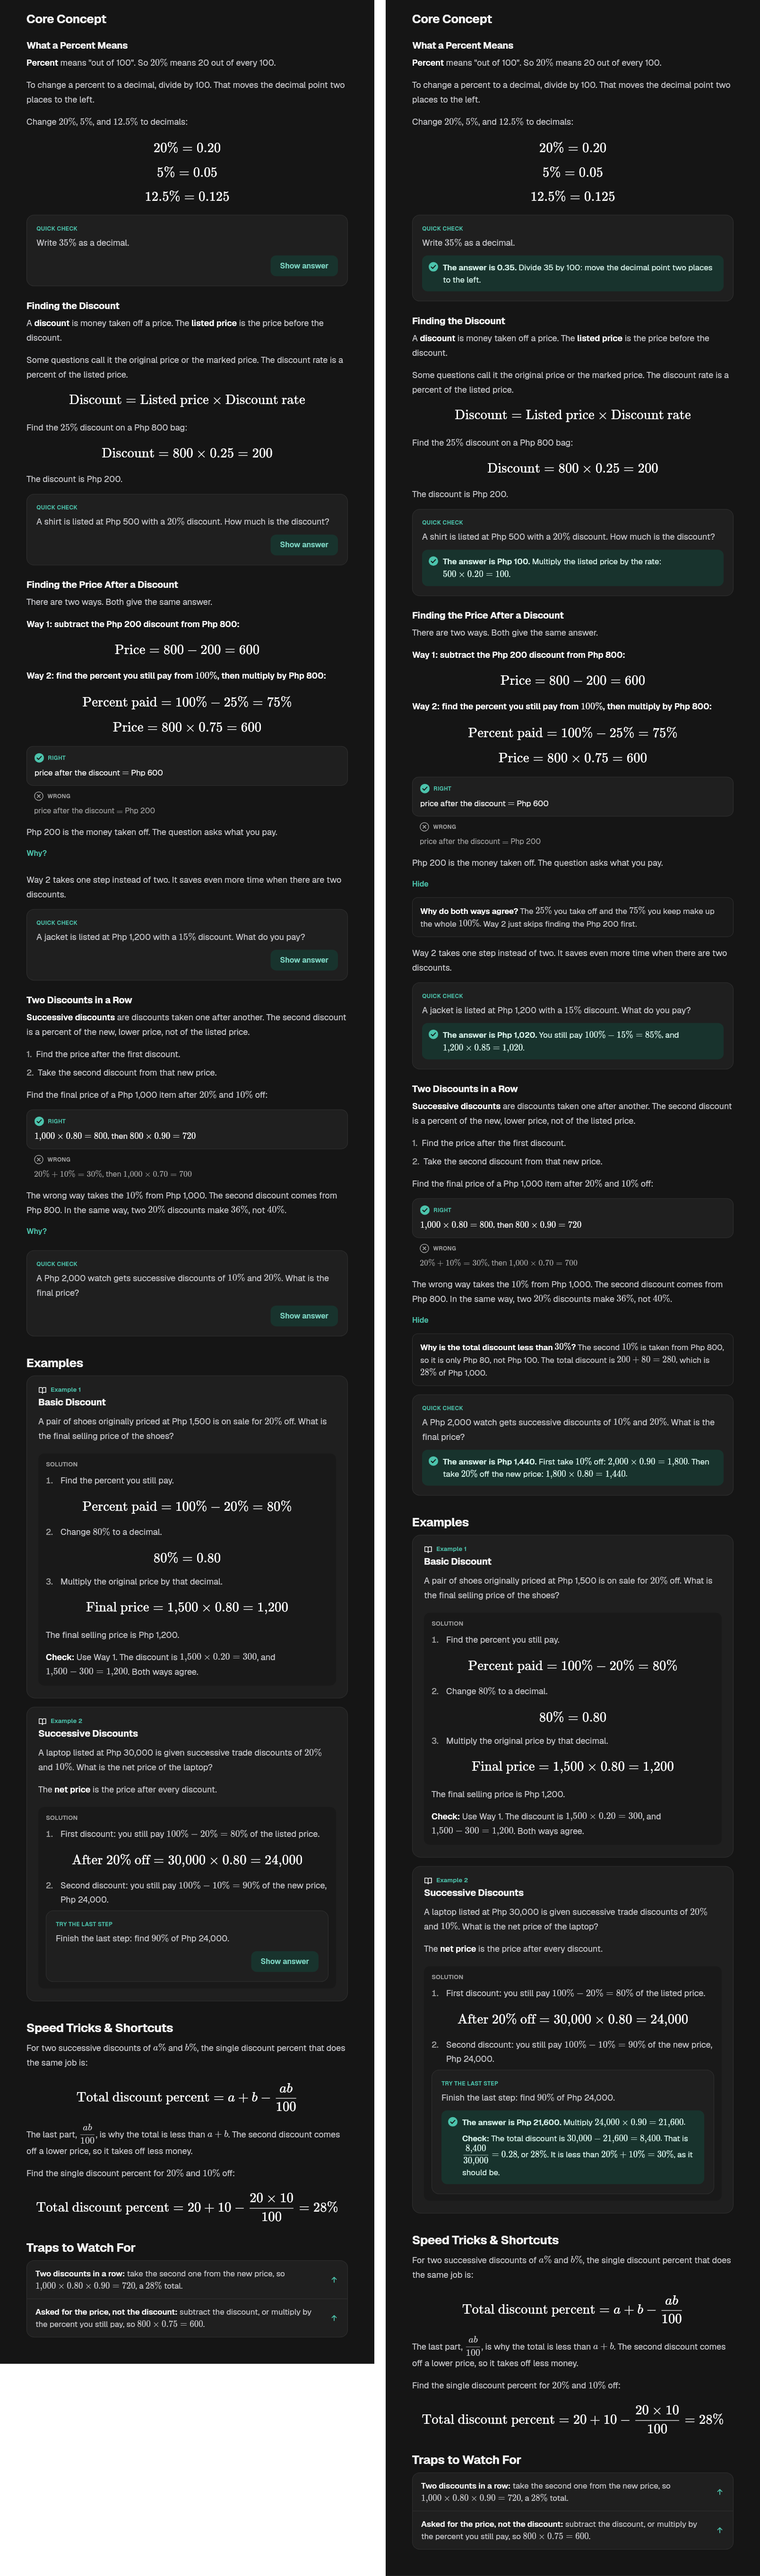 Core Concept
What a Percent Means
Percent means "out of 100". So 20% means 20 out of every 100.
To change a percent to a decimal, divide by 100. That moves the decimal point two
places to the left.
Change 20%, 5%, and 12.5% to decimals:
20% = 0.20
5% = 0.05
12.5% = 0.125
QUICK CHECK
Write 35% as a decimal.
Show answer
Finding the Discount
A discount is money taken off a price. The listed price is the price before the
discount.
Some questions call it the original price or the marked price. The discount rate is a
percent of the listed price.
Discount = Listed price × Discount rate
Find the 25% discount on a Php 800 bag:
Discount = 800 × 0.25 = 200
The discount is Php 200.
QUICK CHECK
A shirt is listed at Php 500 with a 20% discount. How much is the discount?
Show answer
Finding the Price After a Discount
There are two ways. Both give the same answer.
Way 1: subtract the Php 200 discount from Php 800:
Price = 800 − 200 = 600
Way 2: find the percent you still pay from 100%, then multiply by Php 800:
Percent paid = 100% − 25% = 75%
Price = 800 × 0.75 = 600
RIGHT
price after the discount = Php 600
WRONG
price after the discount = Php 200
Php 200 is the money taken off. The question asks what you pay.
Why?
Way 2 takes one step instead of two. It saves even more time when there are two
discounts.
QUICK CHECK
A jacket is listed at Php 1,200 with a 15% discount. What do you pay?
Show answer
Two Discounts in a Row
Successive discounts are discounts taken one after another. The second discount
is a percent of the new, lower price, not of the listed price.
1. Find the price after the first discount.
2. Take the second discount from that new price.
Find the final price of a Php 1,000 item after 20% and 10% off:
RIGHT
1,000 × 0.80 = 800, then 800 × 0.90 = 720
WRONG
20% + 10% = 30%, then 1,000 × 0.70 = 700
The wrong way takes the 10% from Php 1,000. The second discount comes from
Php 800. In the same way, two 20% discounts make 36%, not 40%.
Why?
QUICK CHECK
A Php 2,000 watch gets successive discounts of 10% and 20%. What is the
final price?
Show answer
Examples
Example 1
Basic Discount
A pair of shoes originally priced at Php 1,500 is on sale for 20% off. What is
the final selling price of the shoes?
SOLUTION
1. Find the percent you still pay.
Percent paid = 100% − 20% = 80%
2. Change 80% to a decimal.
80% = 0.80
3. Multiply the original price by that decimal.
Final price = 1,500 × 0.80 = 1,200
The final selling price is Php 1,200.
Check: Use Way 1. The discount is 1,500 × 0.20 = 300, and
1,500 − 300 = 1,200. Both ways agree.
Example 2
Successive Discounts
A laptop listed at Php 30,000 is given successive trade discounts of 20%
and 10%. What is the net price of the laptop?
The net price is the price after every discount.
SOLUTION
1. First discount: you still pay 100% − 20% = 80% of the listed price.
After 20% off = 30,000 × 0.80 = 24,000
2. Second discount: you still pay 100% − 10% = 90% of the new price,
Php 24,000.
TRY THE LAST STEP
Finish the last step: find 90% of Php 24,000.
Show answer
Speed Tricks & Shortcuts
For two successive discounts of a% and b%, the single discount percent that does
the same job is:
Total discount percent = a + b − ab/100
The last part, ab/100, is why the total is less than a + b. The second discount comes
off a lower price, so it takes off less money.
Find the single discount percent for 20% and 10% off:
Total discount percent = 20 + 10 − (20 × 10)/100 = 28%
Traps to Watch For
Two discounts in a row: take the second one from the new price, so
1,000 × 0.80 × 0.90 = 720, a 28% total.
↑
Asked for the price, not the discount: subtract the discount, or multiply by
the percent you still pay, so 800 × 0.75 = 600.
↑
Core Concept
What a Percent Means
Percent means "out of 100". So 20% means 20 out of every 100.
To change a percent to a decimal, divide by 100. That moves the decimal point two
places to the left.
Change 20%, 5%, and 12.5% to decimals:
20% = 0.20
5% = 0.05
12.5% = 0.125
QUICK CHECK
Write 35% as a decimal.
The answer is 0.35. Divide 35 by 100: move the decimal point two places
to the left.
Finding the Discount
A discount is money taken off a price. The listed price is the price before the
discount.
Some questions call it the original price or the marked price. The discount rate is a
percent of the listed price.
Discount = Listed price × Discount rate
Find the 25% discount on a Php 800 bag:
Discount = 800 × 0.25 = 200
The discount is Php 200.
QUICK CHECK
A shirt is listed at Php 500 with a 20% discount. How much is the discount?
The answer is Php 100. Multiply the listed price by the rate:
500 × 0.20 = 100.
Finding the Price After a Discount
There are two ways. Both give the same answer.
Way 1: subtract the Php 200 discount from Php 800:
Price = 800 − 200 = 600
Way 2: find the percent you still pay from 100%, then multiply by Php 800:
Percent paid = 100% − 25% = 75%
Price = 800 × 0.75 = 600
RIGHT
price after the discount = Php 600
WRONG
price after the discount = Php 200
Php 200 is the money taken off. The question asks what you pay.
Hide
Why do both ways agree? The 25% you take off and the 75% you keep make up
the whole 100%. Way 2 just skips finding the Php 200 first.
Way 2 takes one step instead of two. It saves even more time when there are two
discounts.
QUICK CHECK
A jacket is listed at Php 1,200 with a 15% discount. What do you pay?
The answer is Php 1,020. You still pay 100% − 15% = 85%, and
1,200 × 0.85 = 1,020.
Two Discounts in a Row
Successive discounts are discounts taken one after another. The second discount
is a percent of the new, lower price, not of the listed price.
1. Find the price after the first discount.
2. Take the second discount from that new price.
Find the final price of a Php 1,000 item after 20% and 10% off:
RIGHT
1,000 × 0.80 = 800, then 800 × 0.90 = 720
WRONG
20% + 10% = 30%, then 1,000 × 0.70 = 700
The wrong way takes the 10% from Php 1,000. The second discount comes from
Php 800. In the same way, two 20% discounts make 36%, not 40%.
Hide
Why is the total discount less than 30%? The second 10% is taken from Php 800,
so it is only Php 80, not Php 100. The total discount is 200 + 80 = 280, which is
28% of Php 1,000.
QUICK CHECK
A Php 2,000 watch gets successive discounts of 10% and 20%. What is the
final price?
The answer is Php 1,440. First take 10% off: 2,000 × 0.90 = 1,800. Then
take 20% off the new price: 1,800 × 0.80 = 1,440.
Examples
Example 1
Basic Discount
A pair of shoes originally priced at Php 1,500 is on sale for 20% off. What is
the final selling price of the shoes?
SOLUTION
1. Find the percent you still pay.
Percent paid = 100% − 20% = 80%
2. Change 80% to a decimal.
80% = 0.80
3. Multiply the original price by that decimal.
Final price = 1,500 × 0.80 = 1,200
The final selling price is Php 1,200.
Check: Use Way 1. The discount is 1,500 × 0.20 = 300, and
1,500 − 300 = 1,200. Both ways agree.
Example 2
Successive Discounts
A laptop listed at Php 30,000 is given successive trade discounts of 20%
and 10%. What is the net price of the laptop?
The net price is the price after every discount.
SOLUTION
1. First discount: you still pay 100% − 20% = 80% of the listed price.
After 20% off = 30,000 × 0.80 = 24,000
2. Second discount: you still pay 100% − 10% = 90% of the new price,
Php 24,000.
TRY THE LAST STEP
Finish the last step: find 90% of Php 24,000.
The answer is Php 21,600. Multiply 24,000 × 0.90 = 21,600.
Check: The total discount is 30,000 − 21,600 = 8,400. That is
8,400/30,000 = 0.28, or 28%. It is less than 20% + 10% = 30%, as it
should be.
Speed Tricks & Shortcuts
For two successive discounts of a% and b%, the single discount percent that does
the same job is:
Total discount percent = a + b − ab/100
The last part, ab/100, is why the total is less than a + b. The second discount comes
off a lower price, so it takes off less money.
Find the single discount percent for 20% and 10% off:
Total discount percent = 20 + 10 − (20 × 10)/100 = 28%
Traps to Watch For
Two discounts in a row: take the second one from the new price, so
1,000 × 0.80 × 0.90 = 720, a 28% total.
↑
Asked for the price, not the discount: subtract the discount, or multiply by
the percent you still pay, so 800 × 0.75 = 600.
↑